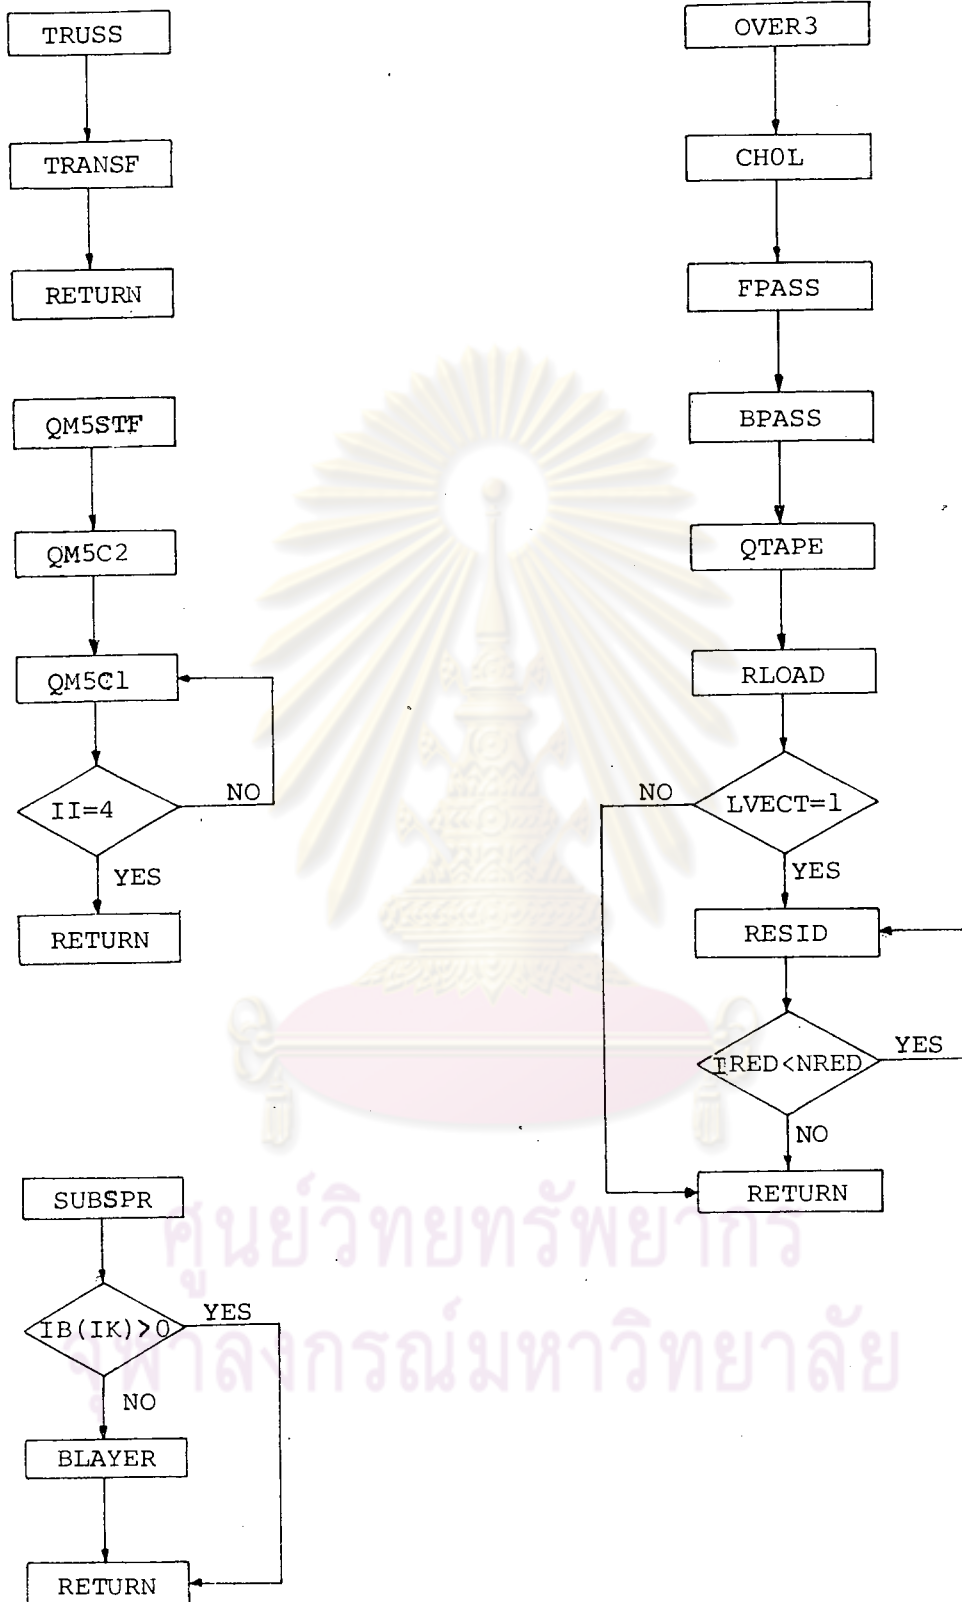 TRUSS
TRANSF
RETURN
QM5STF
QM5C2
QM5C1
II=4
NO
YES
RETURN
SUBSPR
IB(IK)>0
YES
NO
BLAYER
RETURN
OVER3
CHOL
FPASS
BPASS
QTAPE
RLOAD
LVECT=1
NO
YES
RESID
IRED<NRED
YES
NO
RETURN
ศูนย์วิทยทรัพยากร
จุฬาลงกรณ์มหาวิทยาลัย